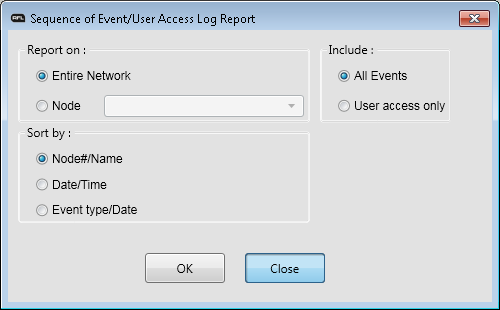 AFL Sequence of Event/User Access Log Report
Report on :
Entire Network
Node
Include :
All Events
User access only
Sort by :
Node#/Name
Date/Time
Event type/Date
OK
Close